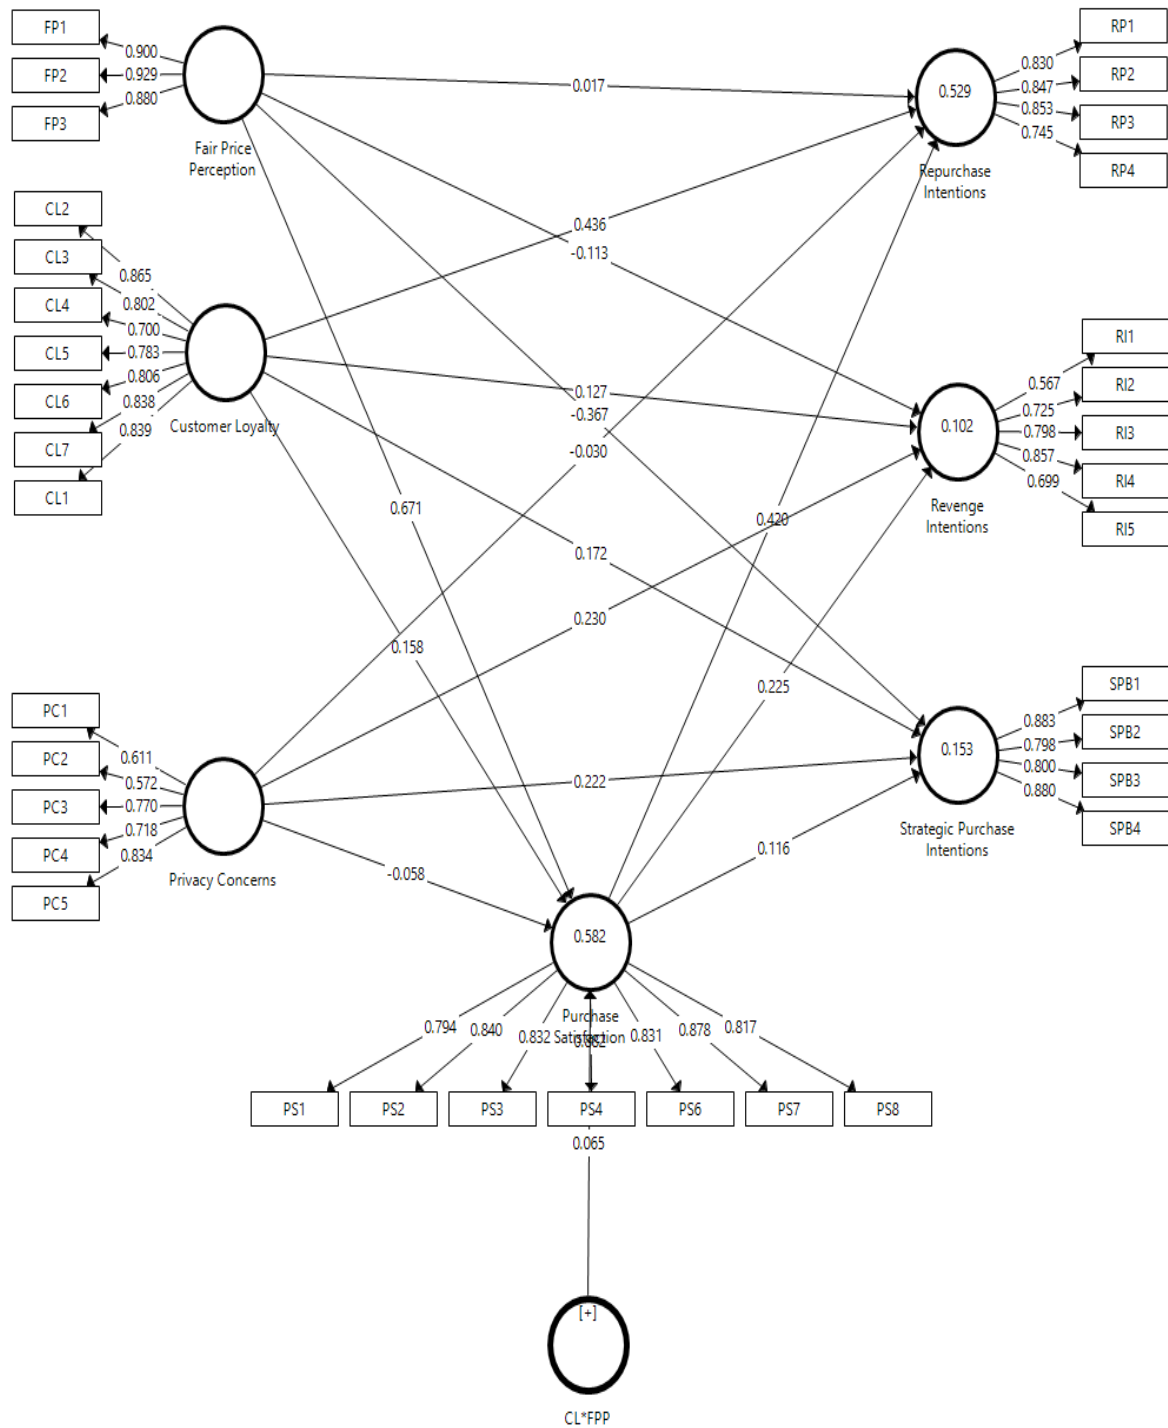 FP1
0.900
FP2
0.929
FP3
0.880
Fair Price
Perception
CL2
0.865
CL3
0.802
CL4
0.700
CL5
0.783
CL6
0.806
CL7
0.838
CL1
0.839
Customer Loyalty
PC1
0.611
PC2
0.572
PC3
0.770
PC4
0.718
PC5
0.834
Privacy Concerns
0.017
0.436
-0.113
0.127
-0.367
-0.030
0.671
0.420
0.172
0.230
0.158
0.225
0.222
0.116
-0.058
0.529
Repurchase
Intentions
RP1
0.830
RP2
0.847
RP3
0.853
RP4
0.745
0.102
Revenge
Intentions
RI1
0.567
RI2
0.725
RI3
0.798
RI4
0.857
RI5
0.699
0.153
Strategic Purchase
Intentions
SPB1
0.883
SPB2
0.798
SPB3
0.800
SPB4
0.880
0.582
Purchase
Satisfaction
0.794
0.840
0.832
0.831
0.878
0.817
PS1
PS2
PS3
PS4
PS6
PS7
PS8
0.065
[+]
CL*FPP